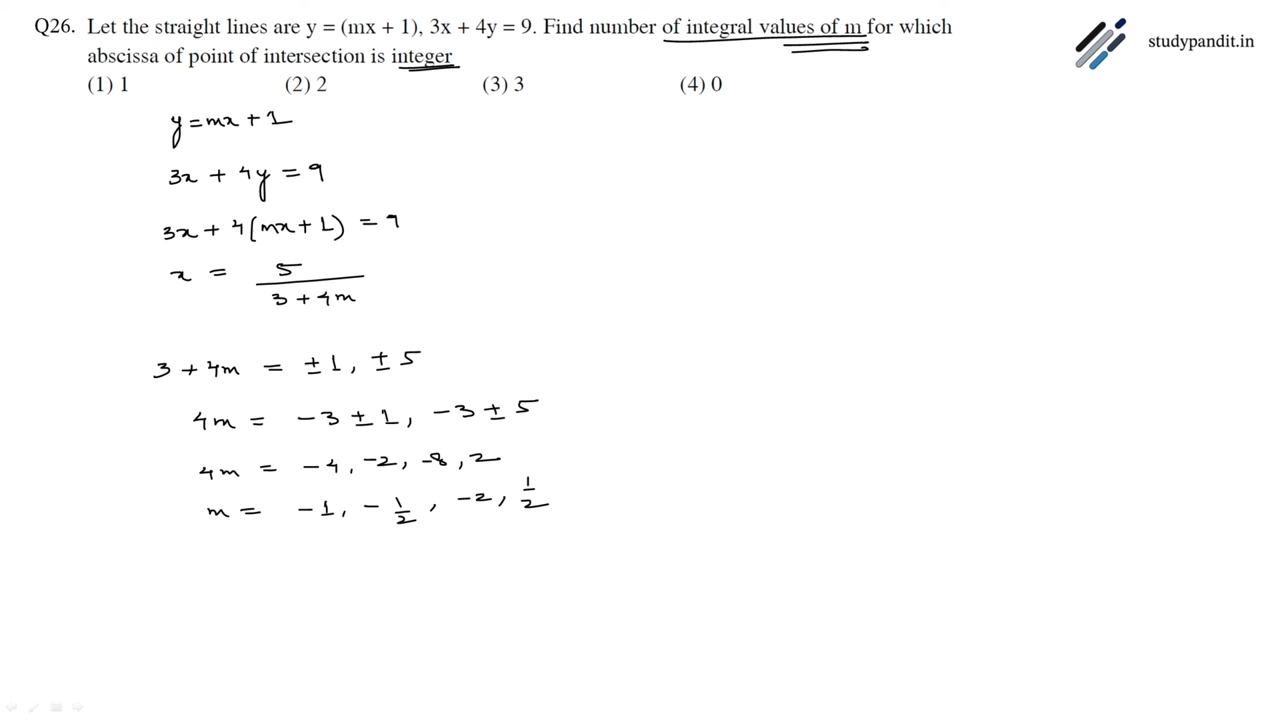 Q26. Let the straight lines are y = (mx + 1), 3x + 4y = 9. Find number of integral values of m for which
abscissa of point of intersection is integer
(1) 1 (2) 2 (3) 3 (4) 0
studypandit.in
y = mx + 1
3x + 4y = 9
3x + 4(mx + 1) = 9
x = 5 / (3 + 4m)
3 + 4m = ±1, ±5
4m = -3 ± 1, -3 ± 5
4m = -4, -2, -8, 2
m = -1, -1/2, -2, 1/2